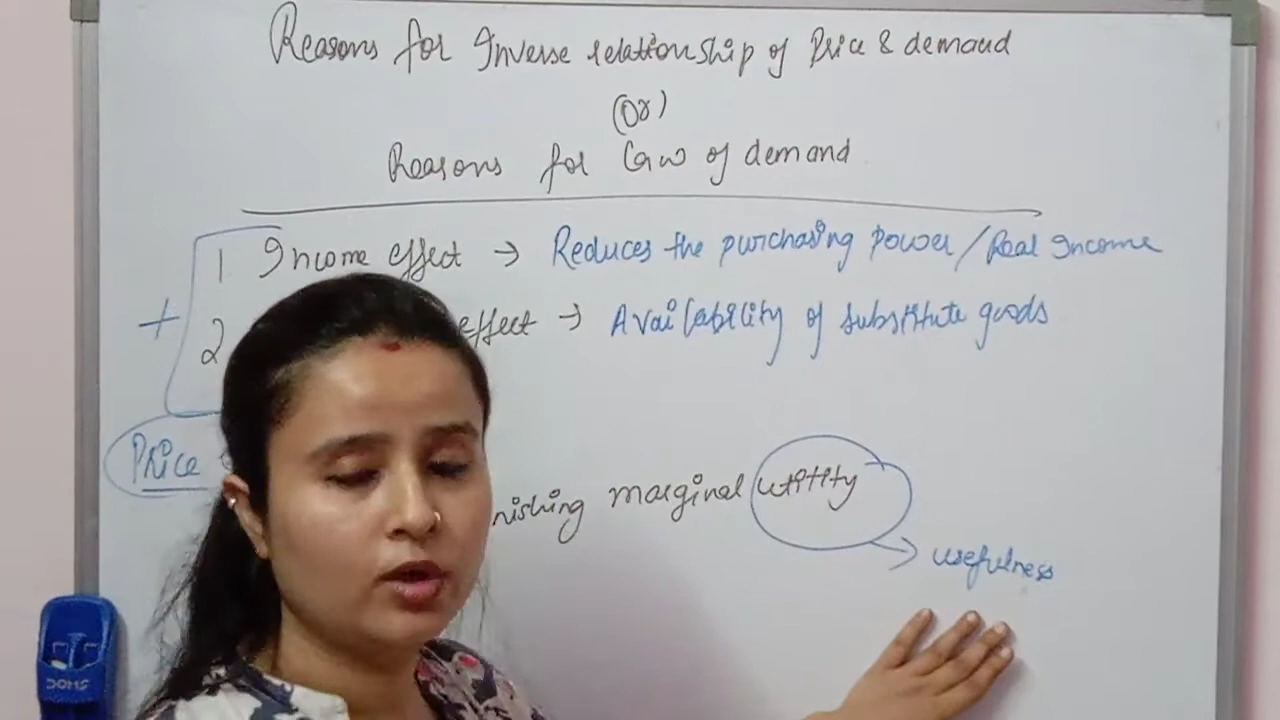 Reasons for Inverse relationship of Price & demand
(Or)
Reasons for Law of demand
1 Income effect → Reduces the purchasing power / Real Income
+
2 effect → Availability of substitute goods
Price
nishing marginal utility
→ usefulness
DOMS